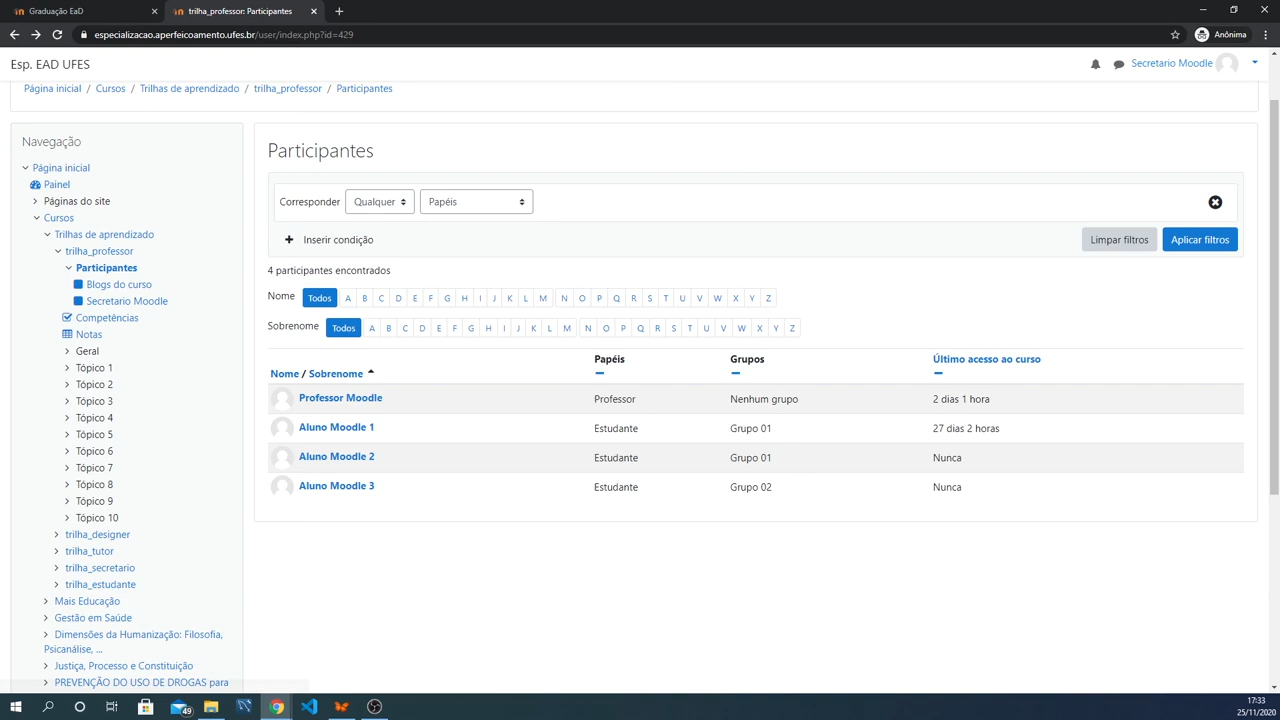 Graduação EaD
trilha_professor: Participantes
especializacao.aperfeicoamento.ufes.br/user/index.php?id=429
Anônima
Esp. EAD UFES
Secretario Moodle
Página inicial / Cursos / Trilhas de aprendizado / trilha_professor / Participantes
Navegação
Página inicial
Painel
Páginas do site
Cursos
Trilhas de aprendizado
trilha_professor
Participantes
Blogs do curso
Secretario Moodle
Competências
Notas
Geral
Tópico 1
Tópico 2
Tópico 3
Tópico 4
Tópico 5
Tópico 6
Tópico 7
Tópico 8
Tópico 9
Tópico 10
trilha_designer
trilha_tutor
trilha_secretario
trilha_estudante
Mais Educação
Gestão em Saúde
Dimensões da Humanização: Filosofia,
Psicanálise, ...
Justiça, Processo e Constituição
PREVENÇÃO DO USO DE DROGAS para
Participantes
Corresponder Qualquer Papéis
Inserir condição
Limpar filtros Aplicar filtros
4 participantes encontrados
Nome Todos A B C D E F G H I J K L M N O P Q R S T U V W X Y Z
Sobrenome Todos A B C D E F G H I J K L M N O P Q R S T U V W X Y Z
Nome / Sobrenome Papéis Grupos Último acesso ao curso
Professor Moodle Professor Nenhum grupo 2 dias 1 hora
Aluno Moodle 1 Estudante Grupo 01 27 dias 2 horas
Aluno Moodle 2 Estudante Grupo 01 Nunca
Aluno Moodle 3 Estudante Grupo 02 Nunca
49
17:33
25/11/2020